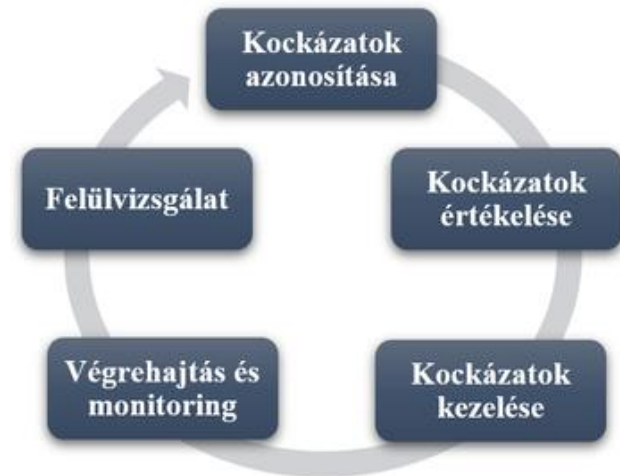 Kockázatok
azonosítása
Kockázatok
értékelése
Kockázatok
kezelése
Végrehajtás és
monitoring
Felülvizsgálat